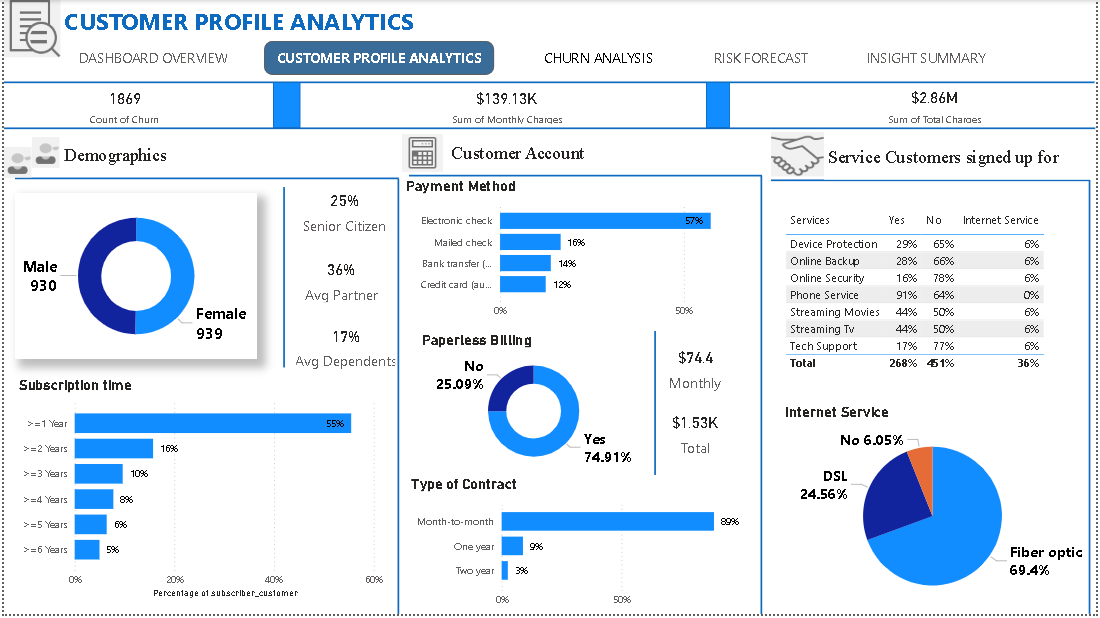 CUSTOMER PROFILE ANALYTICS
DASHBOARD OVERVIEW
CUSTOMER PROFILE ANALYTICS
CHURN ANALYSIS
RISK FORECAST
INSIGHT SUMMARY
1869
Count of Churn
$139.13K
Sum of Monthly Charges
$2.86M
Sum of Total Charges
Demographics
Male
930
Female
939
25%
Senior Citizen
36%
Avg Partner
17%
Avg Dependents
Subscription time
>=1 Year 55%
>=2 Years 16%
>=3 Years 10%
>=4 Years 8%
>=5 Years 6%
>=6 Years 5%
0% 20% 40% 60%
Percentage of subscriber_customer
Customer Account
Payment Method
Electronic check 57%
Mailed check 16%
Bank transfer (... 14%
Credit card (au... 12%
0% 50%
Paperless Billing
No
25.09%
Yes
74.91%
$74.4
Monthly
$1.53K
Total
Type of Contract
Month-to-month 89%
One year 9%
Two year 3%
0% 50%
Service Customers signed up for
Services Yes No Internet Service
Device Protection 29% 65% 6%
Online Backup 28% 66% 6%
Online Security 16% 78% 6%
Phone Service 91% 64% 0%
Streaming Movies 44% 50% 6%
Streaming Tv 44% 50% 6%
Tech Support 17% 77% 6%
Total 268% 451% 36%
Internet Service
No 6.05%
DSL
24.56%
Fiber optic
69.4%